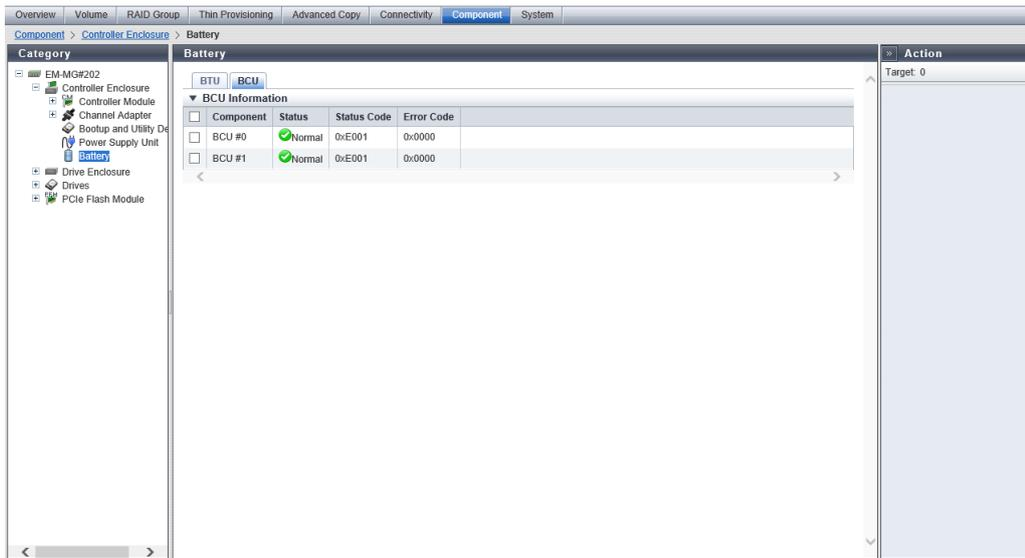 Overview Volume RAID Group Thin Provisioning Advanced Copy Connectivity Component System
Component > Controller Enclosure > Battery
Category
EM-MG#202
Controller Enclosure
Controller Module
Channel Adapter
Bootup and Utility De
Power Supply Unit
Battery
Drive Enclosure
Drives
PCIe Flash Module
Battery
BTU BCU
▼ BCU Information
Component Status Status Code Error Code
BCU #0 Normal 0xE001 0x0000
BCU #1 Normal 0xE001 0x0000
» Action
Target: 0